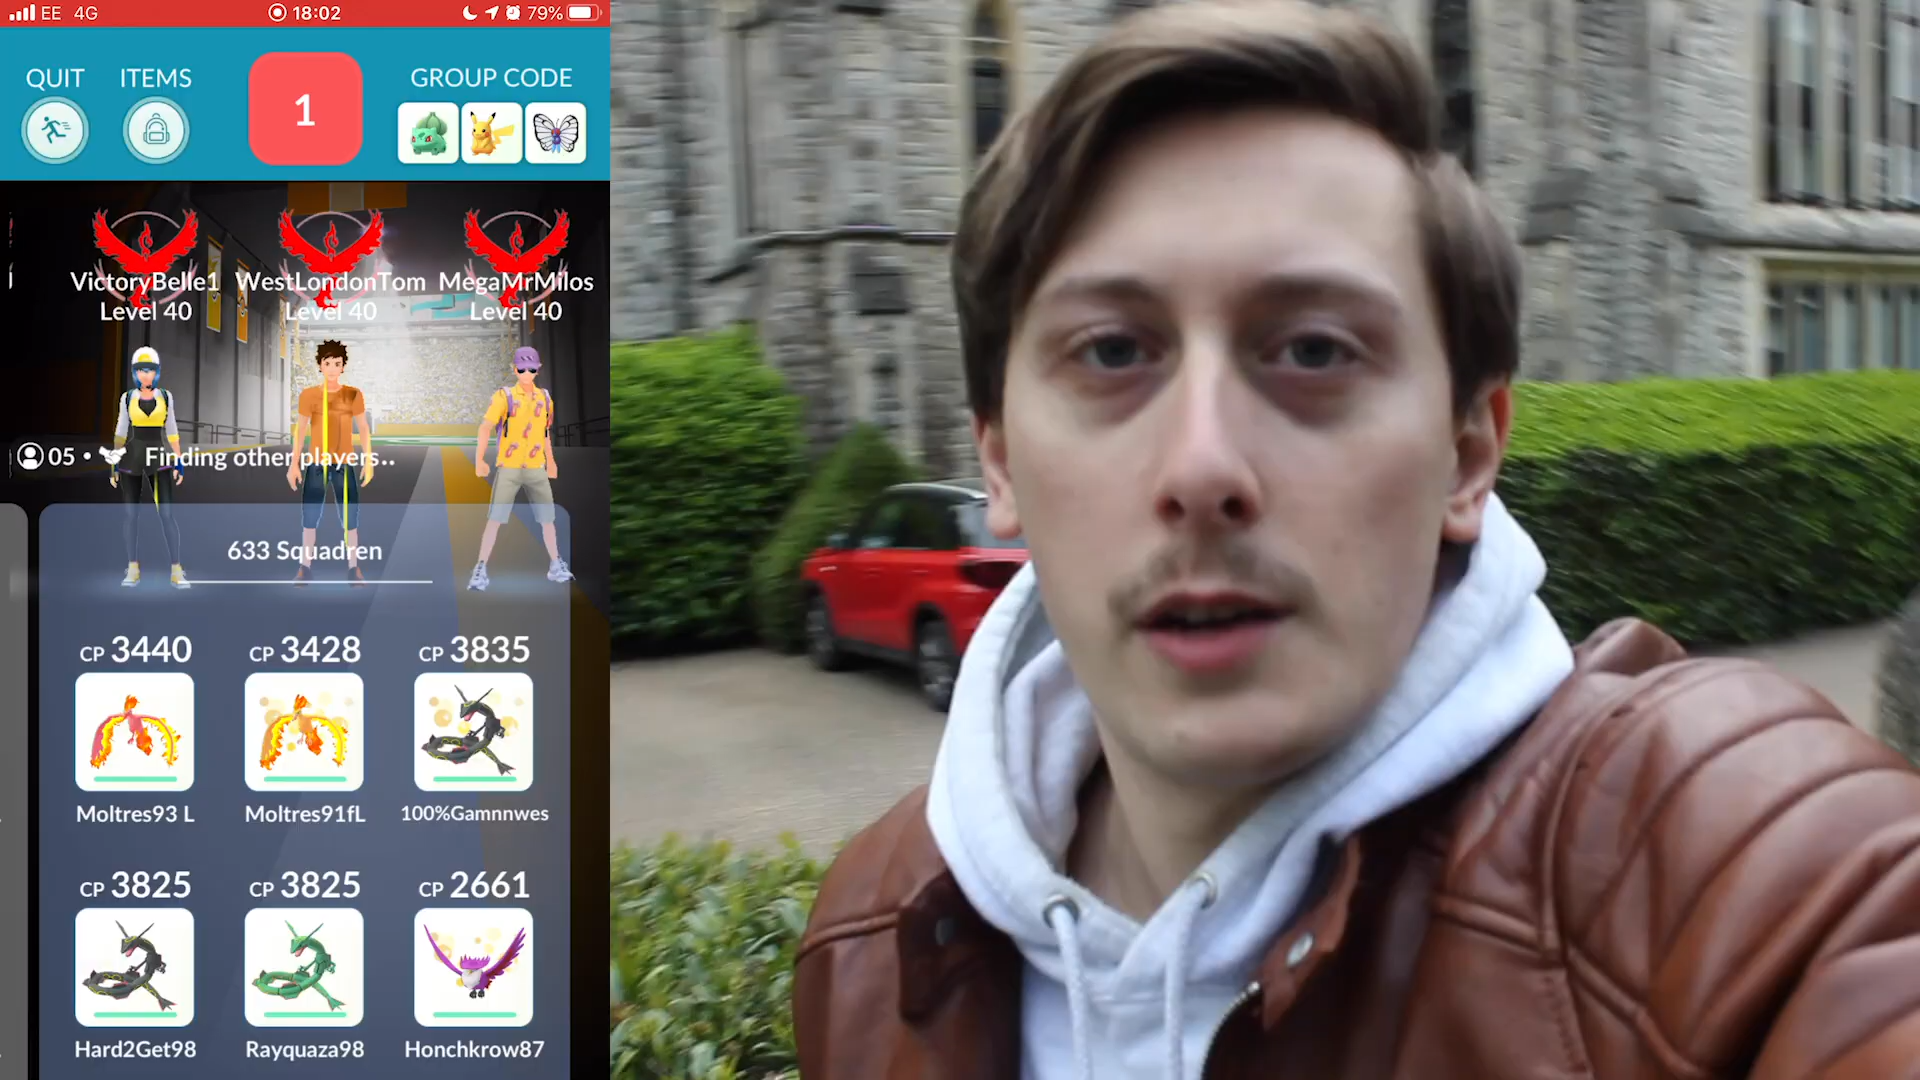 EE 4G 18:02 79%
QUIT ITEMS GROUP CODE
1
VictoryBelle1 WestLondonTom MegaMrMilos
Level 40 Level 40 Level 40
05 • Finding other players..
633 Squadren
CP 3440 CP 3428 CP 3835
Moltres93 L Moltres91fL 100%Gamnnwes
CP 3825 CP 3825 CP 2661
Hard2Get98 Rayquaza98 Honchkrow87